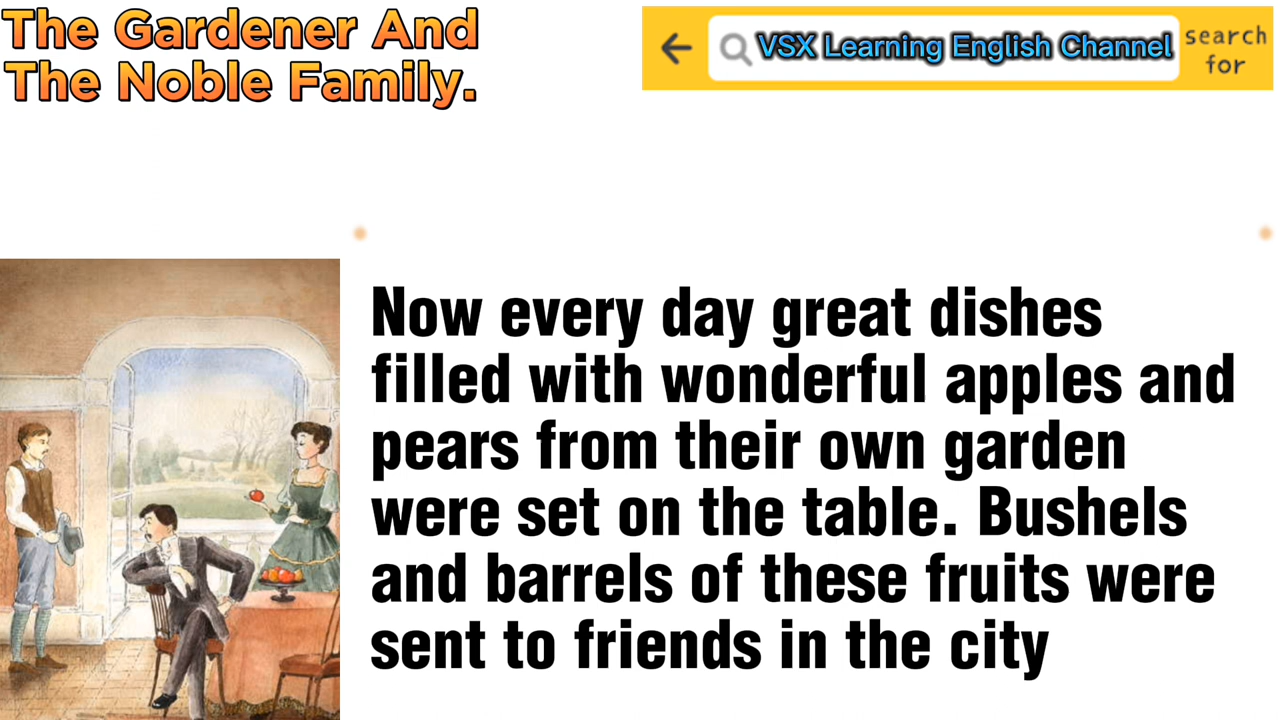 The Gardener And
The Noble Family.
VSX Learning English Channel
search
for
Now every day great dishes
filled with wonderful apples and
pears from their own garden
were set on the table. Bushels
and barrels of these fruits were
sent to friends in the city